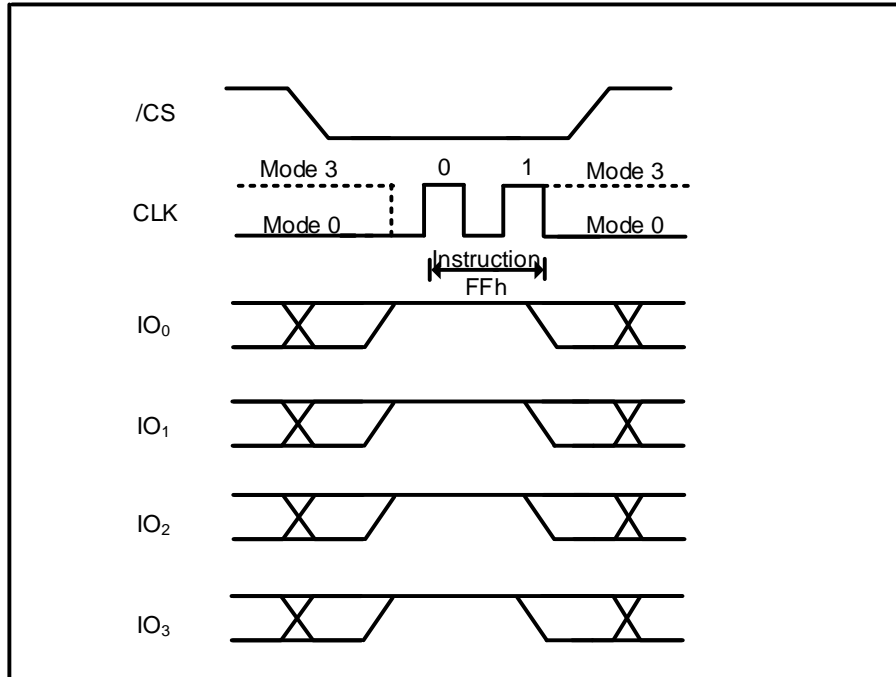 /CS
Mode 3 0 1 Mode 3
CLK
Mode 0 Mode 0
Instruction
FFh
IO₀
IO₁
IO₂
IO₃